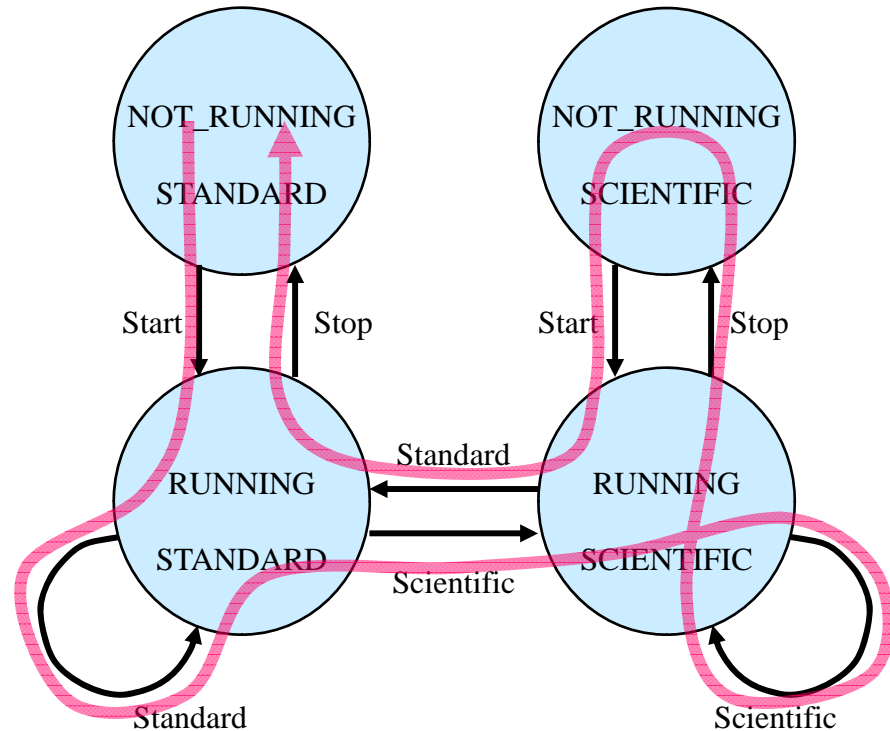 NOT_RUNNING
STANDARD
NOT_RUNNING
SCIENTIFIC
Start
Stop
Start
Stop
Standard
RUNNING
STANDARD
RUNNING
SCIENTIFIC
Scientific
Standard
Scientific